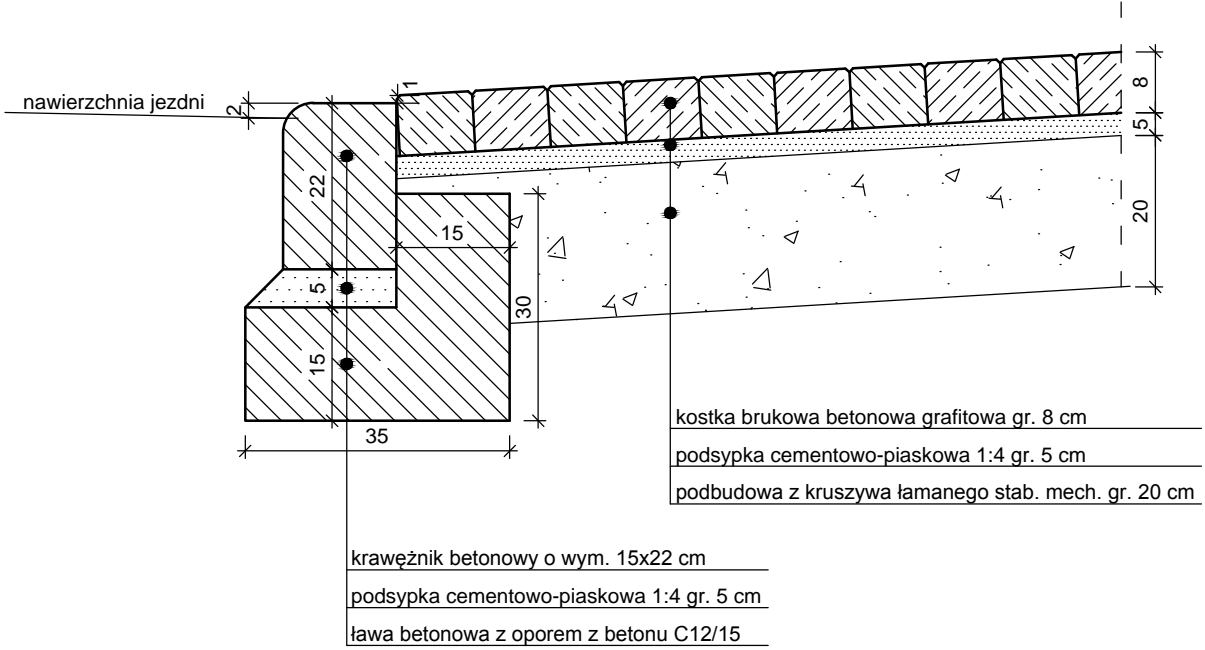 nawierzchnia jezdni
2
1
8
5
20
22
15
5
30
15
35
kostka brukowa betonowa grafitowa gr. 8 cm
podsypka cementowo-piaskowa 1:4 gr. 5 cm
podbudowa z kruszywa łamanego stab. mech. gr. 20 cm
krawężnik betonowy o wym. 15x22 cm
podsypka cementowo-piaskowa 1:4 gr. 5 cm
ława betonowa z oporem z betonu C12/15